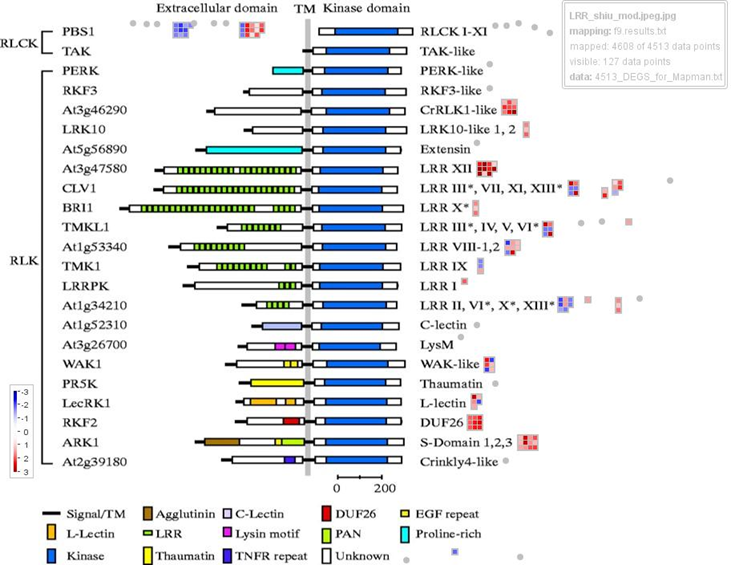 Extracellular domain TM Kinase domain
LRR_shiu_mod.jpeg.jpg
mapping: f9.results.txt
mapped: 4608 of 4513 data points
visible: 127 data points
data: 4513_DEGS_for_Mapman.txt
RLCK
PBS1 RLCK I-XI
TAK TAK-like
RLK
PERK PERK-like
RKF3 RKF3-like
At3g46290 CrRLK1-like
LRK10 LRK10-like 1, 2
At5g56890 Extensin
At3g47580 LRR XII
CLV1 LRR III*, VII, XI, XIII*
BRI1 LRR X*
TMKL1 LRR III*, IV, V, VI*
At1g53340 LRR VIII-1,2
TMK1 LRR IX
LRRPK LRR I
At1g34210 LRR II, VI*, X*, XIII*
At1g52310 C-lectin
At3g26700 LysM
WAK1 WAK-like
PR5K Thaumatin
LecRK1 L-lectin
RKF2 DUF26
ARK1 S-Domain 1,2,3
At2g39180 Crinkly4-like
-3
-2
-1
0
1
2
3
0 200
Signal/TM Agglutinin C-Lectin DUF26 EGF repeat
L-Lectin LRR Lysin motif PAN Proline-rich
Kinase Thaumatin TNFR repeat Unknown